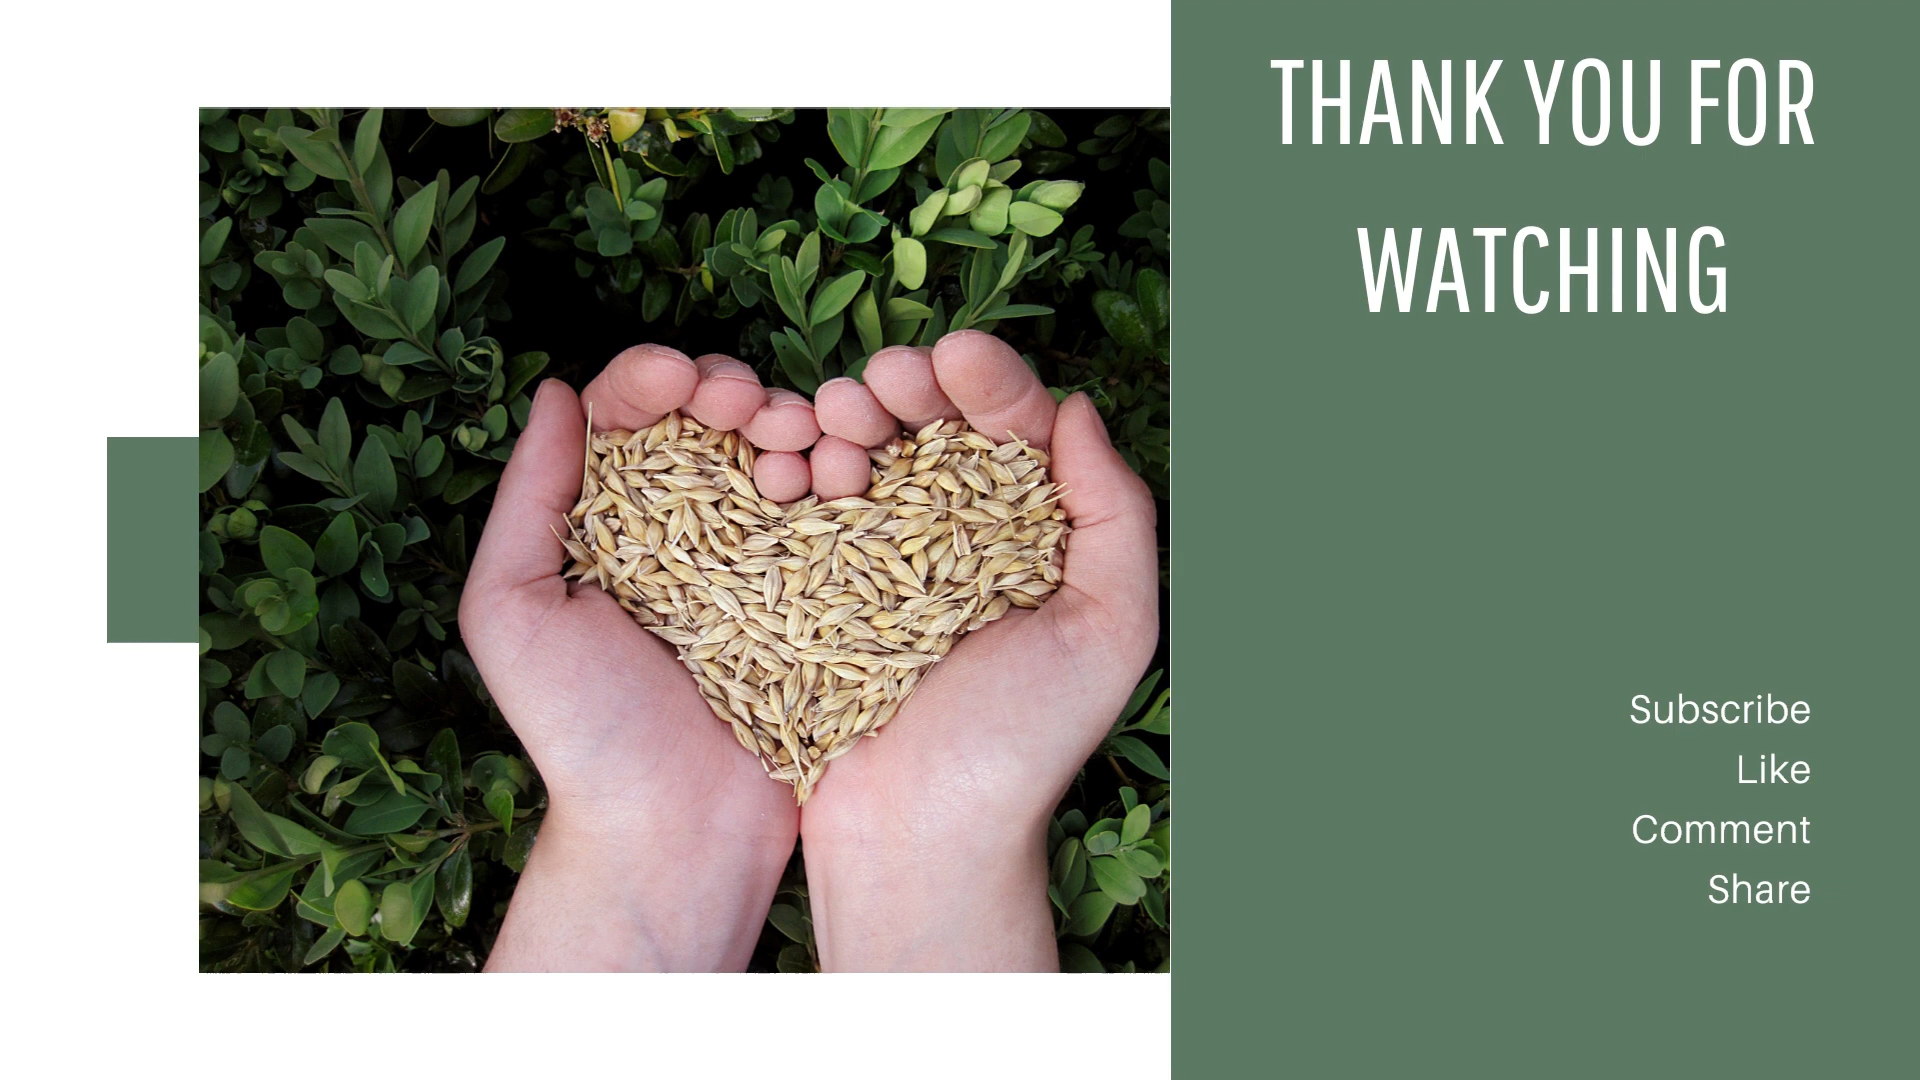 THANK YOU FOR
WATCHING
Subscribe
Like
Comment
Share